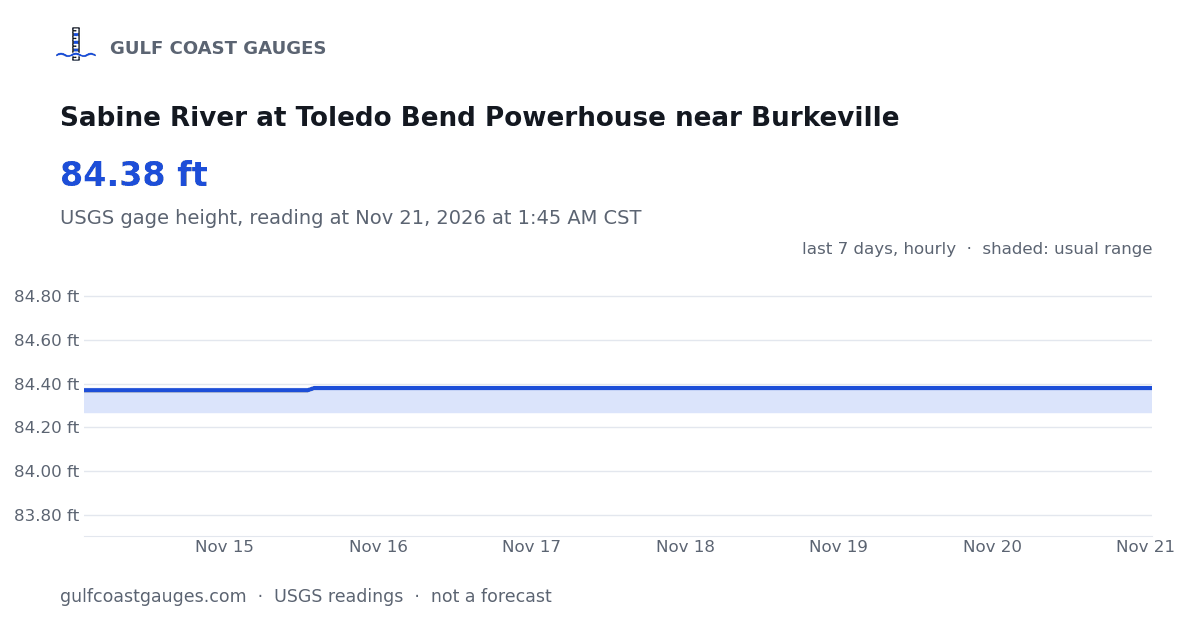 GULF COAST GAUGES
Sabine River at Toledo Bend Powerhouse near Burkeville
84.38 ft
USGS gage height, reading at Nov 21, 2026 at 1:45 AM CST
last 7 days, hourly · shaded: usual range
84.80 ft
84.60 ft
84.40 ft
84.20 ft
84.00 ft
83.80 ft
Nov 15 Nov 16 Nov 17 Nov 18 Nov 19 Nov 20 Nov 21
gulfcoastgauges.com · USGS readings · not a forecast